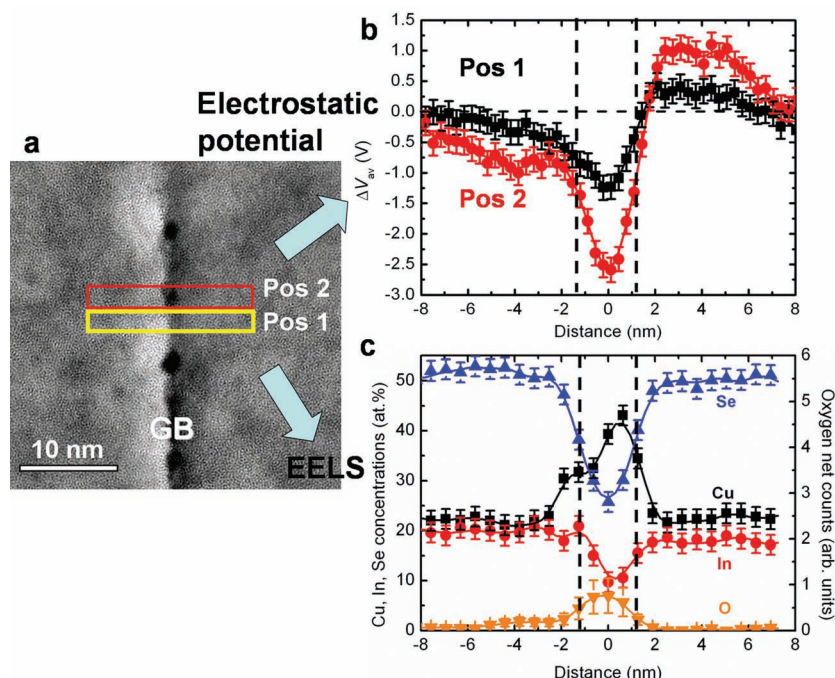 a
Electrostatic
potential
Pos 2
Pos 1
GB
10 nm
EELS
b
1.5
1.0
0.5
0.0
-0.5
-1.0
-1.5
-2.0
-2.5
-3.0
ΔVav (V)
Pos 1
Pos 2
-8 -6 -4 -2 0 2 4 6 8
Distance (nm)
c
50
40
30
20
10
0
Cu, In, Se concentrations (at.%)
Se
Cu
In
O
6
5
4
3
2
1
0
Oxygen net counts (arb. units)
-8 -6 -4 -2 0 2 4 6 8
Distance (nm)